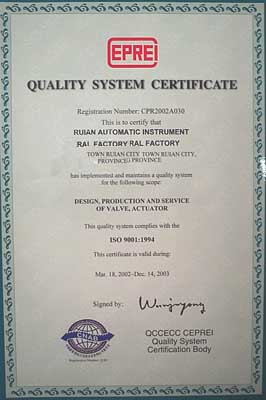 EPREI
QUALITY SYSTEM CERTIFICATE
Registration Number: CPR2002A030
This is to certify that
RUIAN AUTOMATIC INSTRUMENT
RAL FACTORY RAL FACTORY
TOWN RUIAN CITY TOWN RUIAN CITY,
PROVINCEG PROVINCE
has implemented and maintains a quality system
for the following scope:
DESIGN, PRODUCTION AND SERVICE
OF VALVE, ACTUATOR
This quality system complies with the
ISO 9001:1994
This certificate is valid during:
Mar. 18, 2002–Dec. 14, 2003
Signed by:
CNAB
QCCECC CEPREI
Quality System
Certification Body